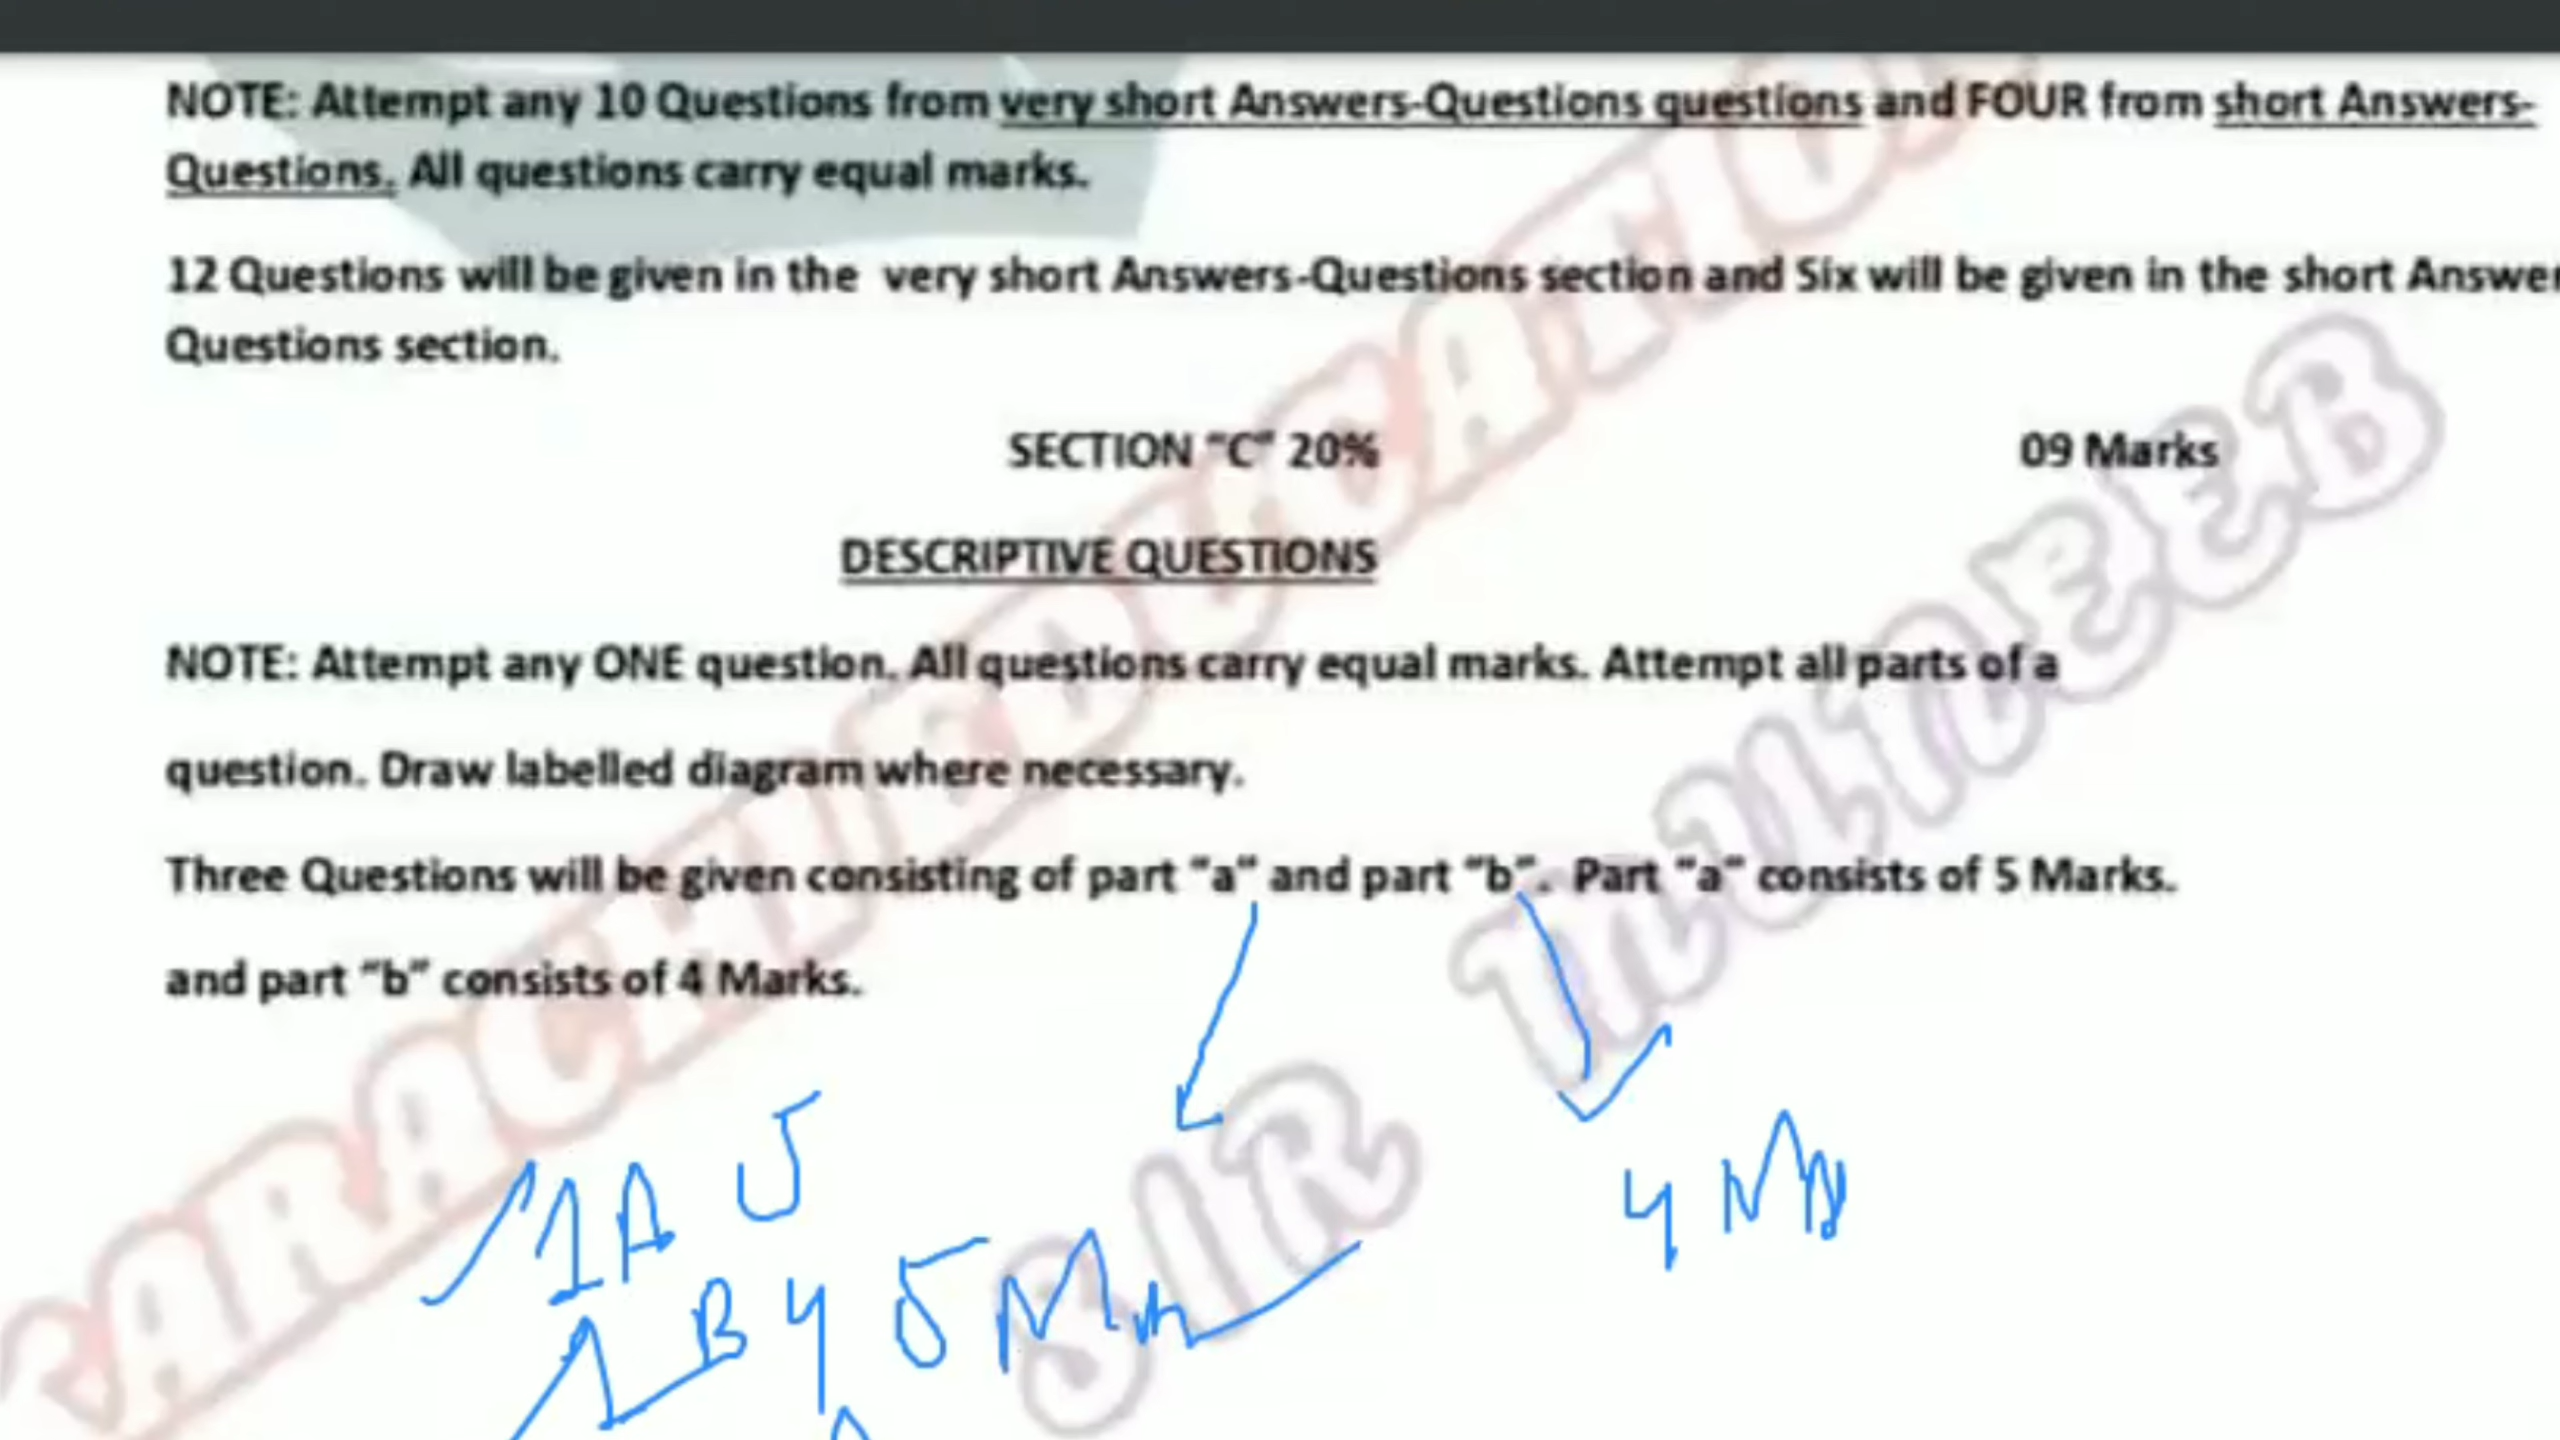 NOTE: Attempt any 10 Questions from very short Answers-Questions questions and FOUR from short Answers-
Questions. All questions carry equal marks.
12 Questions will be given in the very short Answers-Questions section and Six will be given in the short Answer
Questions section.
SECTION "C" 20% 09 Marks
DESCRIPTIVE QUESTIONS
NOTE: Attempt any ONE question. All questions carry equal marks. Attempt all parts of a
question. Draw labelled diagram where necessary.
Three Questions will be given consisting of part "a" and part "b". Part "a" consists of 5 Marks.
and part "b" consists of 4 Marks.
KARACHI EDUCATION
SIR MUNEEB
1A 5
B 4 5 M
4 M